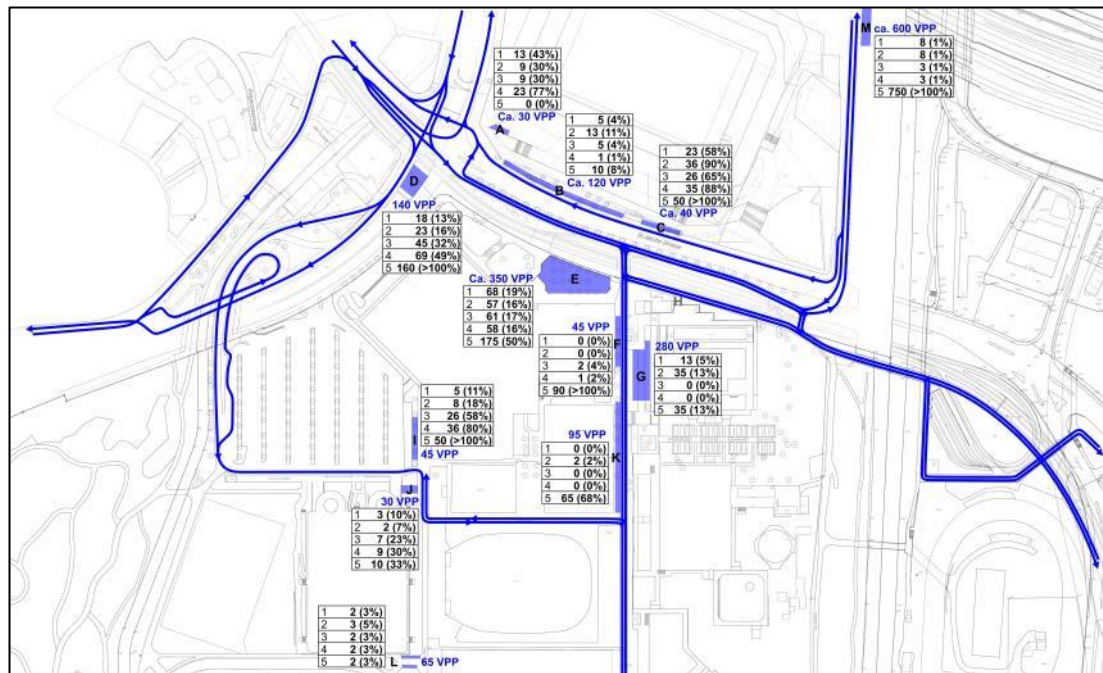 M ca. 600 VPP
1 8 (1%)
2 8 (1%)
3 3 (1%)
4 3 (1%)
5 750 (>100%)
1 13 (43%)
2 9 (30%)
3 9 (30%)
4 23 (77%)
5 0 (0%)
Ca. 30 VPP
A
1 5 (4%)
2 13 (11%)
3 5 (4%)
4 1 (1%)
5 10 (8%)
Ca. 120 VPP
B
1 23 (58%)
2 36 (90%)
3 26 (65%)
4 35 (88%)
5 50 (>100%)
Ca. 40 VPP
C
D
140 VPP
1 18 (13%)
2 23 (16%)
3 45 (32%)
4 69 (49%)
5 160 (>100%)
E
Ca. 350 VPP
1 68 (19%)
2 57 (16%)
3 61 (17%)
4 58 (16%)
5 175 (50%)
H
45 VPP
F
1 0 (0%)
2 0 (0%)
3 2 (4%)
4 1 (2%)
5 90 (>100%)
280 VPP
G
1 13 (5%)
2 35 (13%)
3 0 (0%)
4 0 (0%)
5 35 (13%)
1 5 (11%)
2 8 (18%)
3 26 (58%)
4 36 (80%)
5 50 (>100%)
I
45 VPP
95 VPP
K
1 0 (0%)
2 2 (2%)
3 0 (0%)
4 0 (0%)
5 65 (68%)
J
30 VPP
1 3 (10%)
2 2 (7%)
3 7 (23%)
4 9 (30%)
5 10 (33%)
1 2 (3%)
2 3 (5%)
3 2 (3%)
4 2 (3%)
5 2 (3%)
L 65 VPP